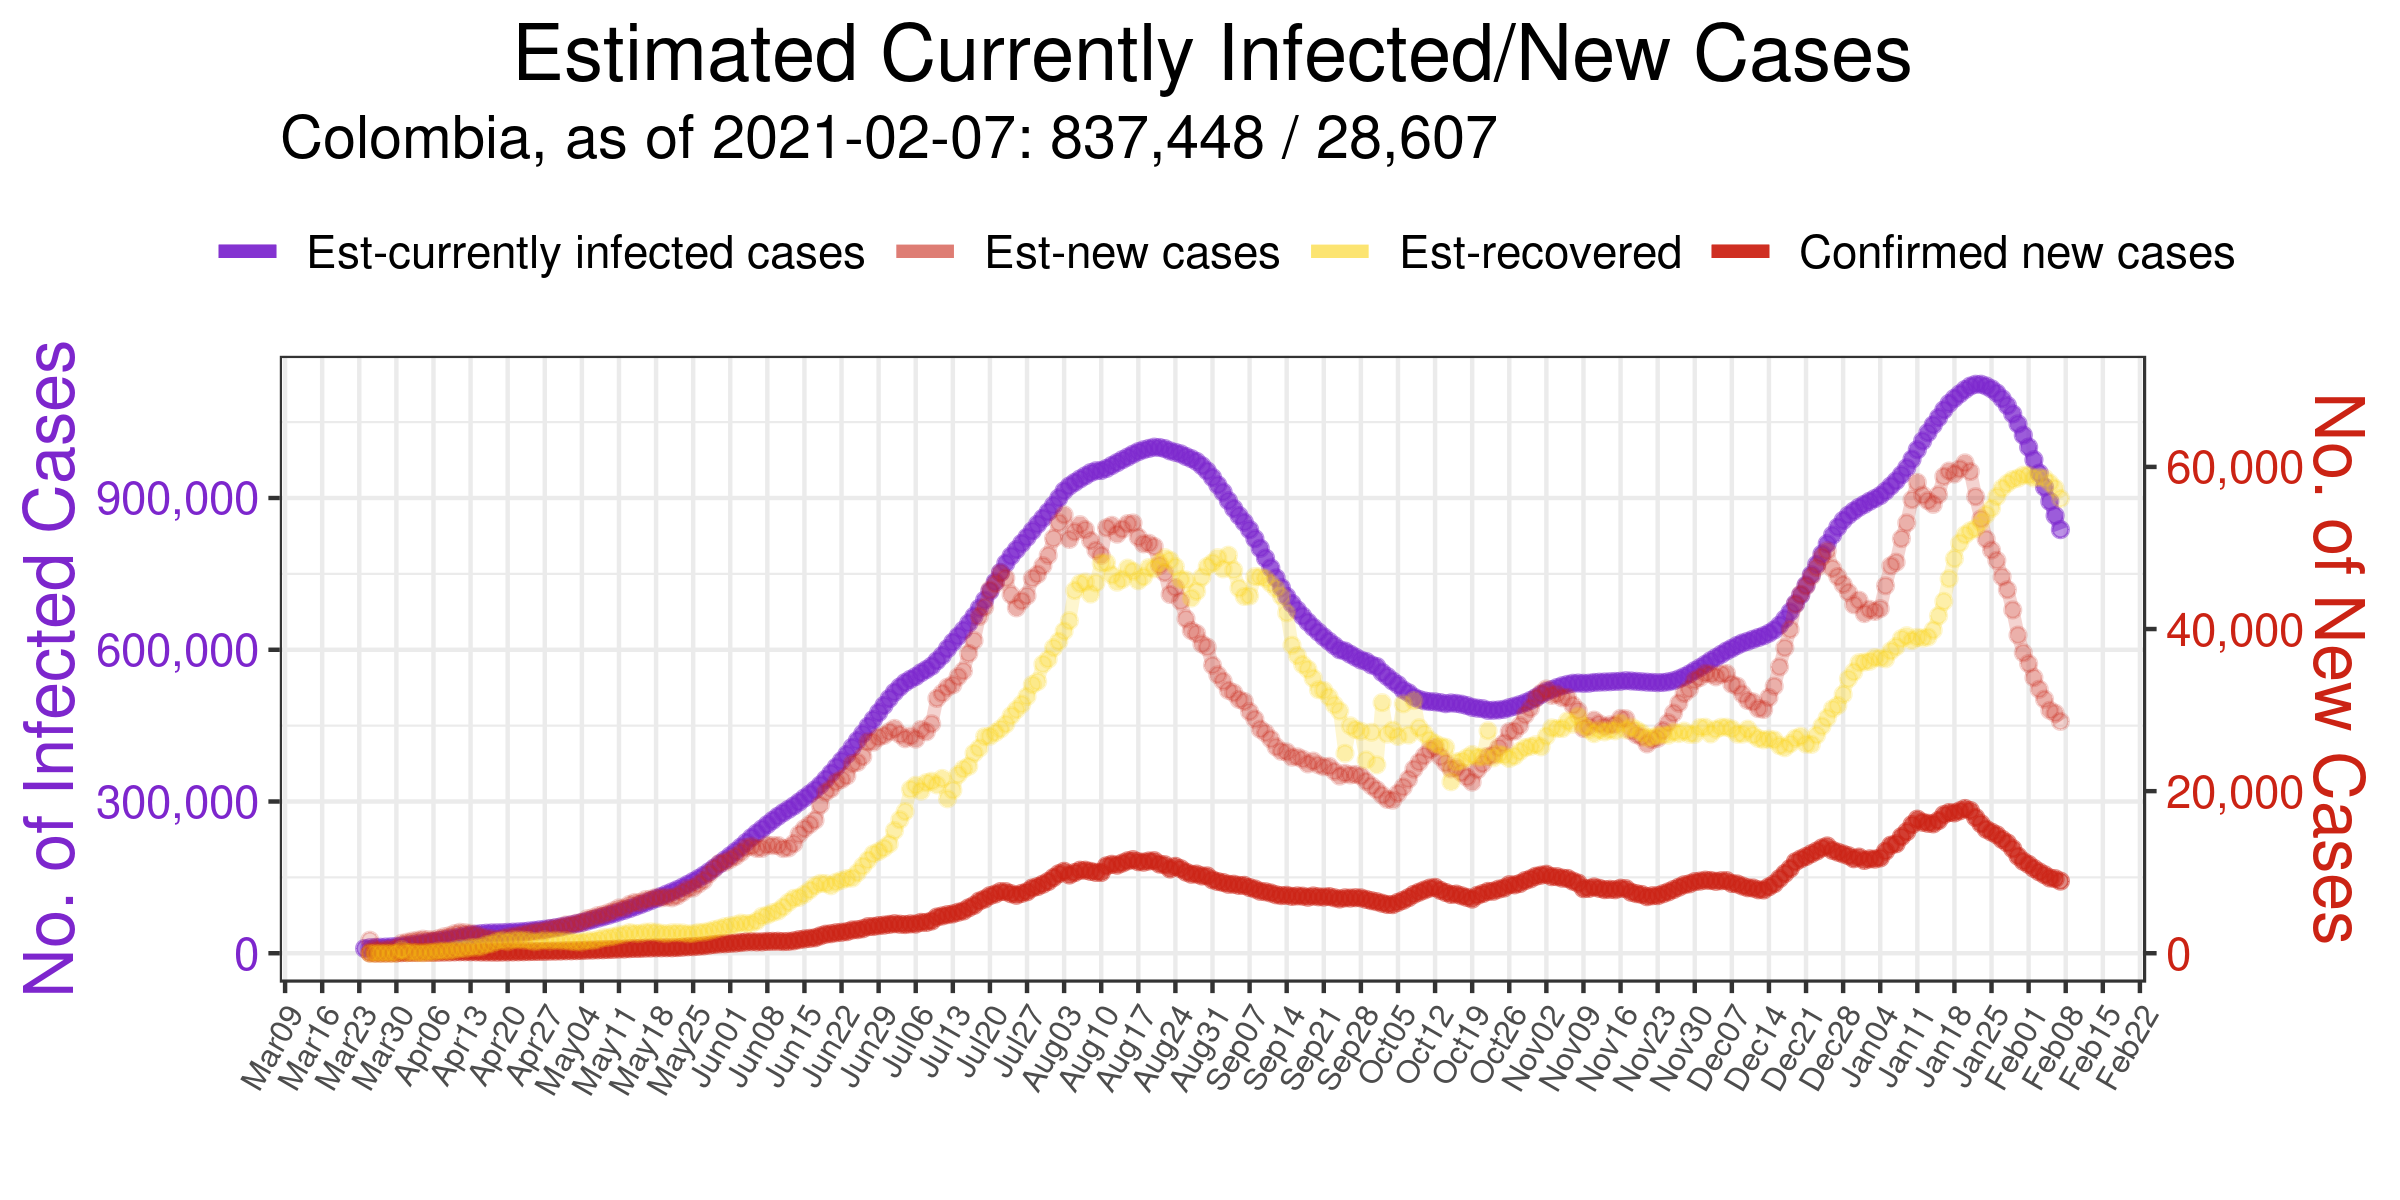 Estimated Currently Infected/New Cases
Colombia, as of 2021-02-07: 837,448 / 28,607
Est-currently infected cases Est-new cases Est-recovered Confirmed new cases
No. of Infected Cases
900,000
600,000
300,000
0
60,000
40,000
20,000
0
No. of New Cases
Mar09 Mar16 Mar23 Mar30 Apr06 Apr13 Apr20 Apr27 May04 May11 May18 May25 Jun01 Jun08 Jun15 Jun22 Jun29 Jul06 Jul13 Jul20 Jul27 Aug03 Aug10 Aug17 Aug24 Aug31 Sep07 Sep14 Sep21 Sep28 Oct05 Oct12 Oct19 Oct26 Nov02 Nov09 Nov16 Nov23 Nov30 Dec07 Dec14 Dec21 Dec28 Jan04 Jan11 Jan18 Jan25 Feb01 Feb08 Feb15 Feb22